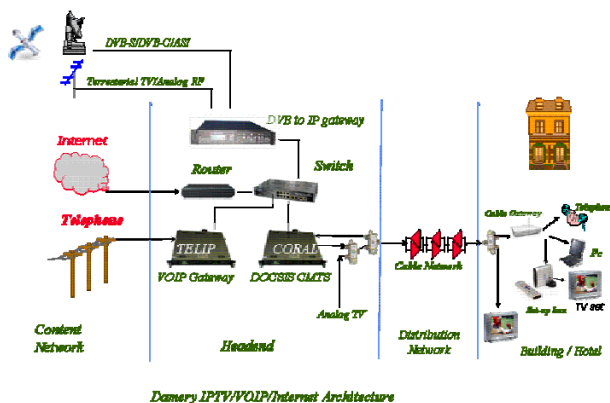 DVB-S/DVB-C/ASI
Terrestrial TV/Analog RF
DVB to IP gateway
Internet
Router
Switch
Telephone
TELIP
CORAL
VOIP Gateway
DOCSIS CMTS
Analog TV
Cable Network
Cable Gateway
Telephone
Pc
Set-up box
TV set
Content
Network
Headend
Distribution
Network
Building / Hotel
Damery IPTV/VOIP/Internet Architecture